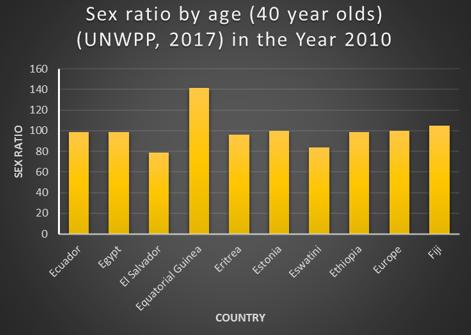 Sex ratio by age (40 year olds)
(UNWPP, 2017) in the Year 2010
SEX RATIO
160
140
120
100
80
60
40
20
0
Ecuador
Egypt
El Salvador
Equatorial Guinea
Eritrea
Estonia
Eswatini
Ethiopia
Europe
Fiji
COUNTRY